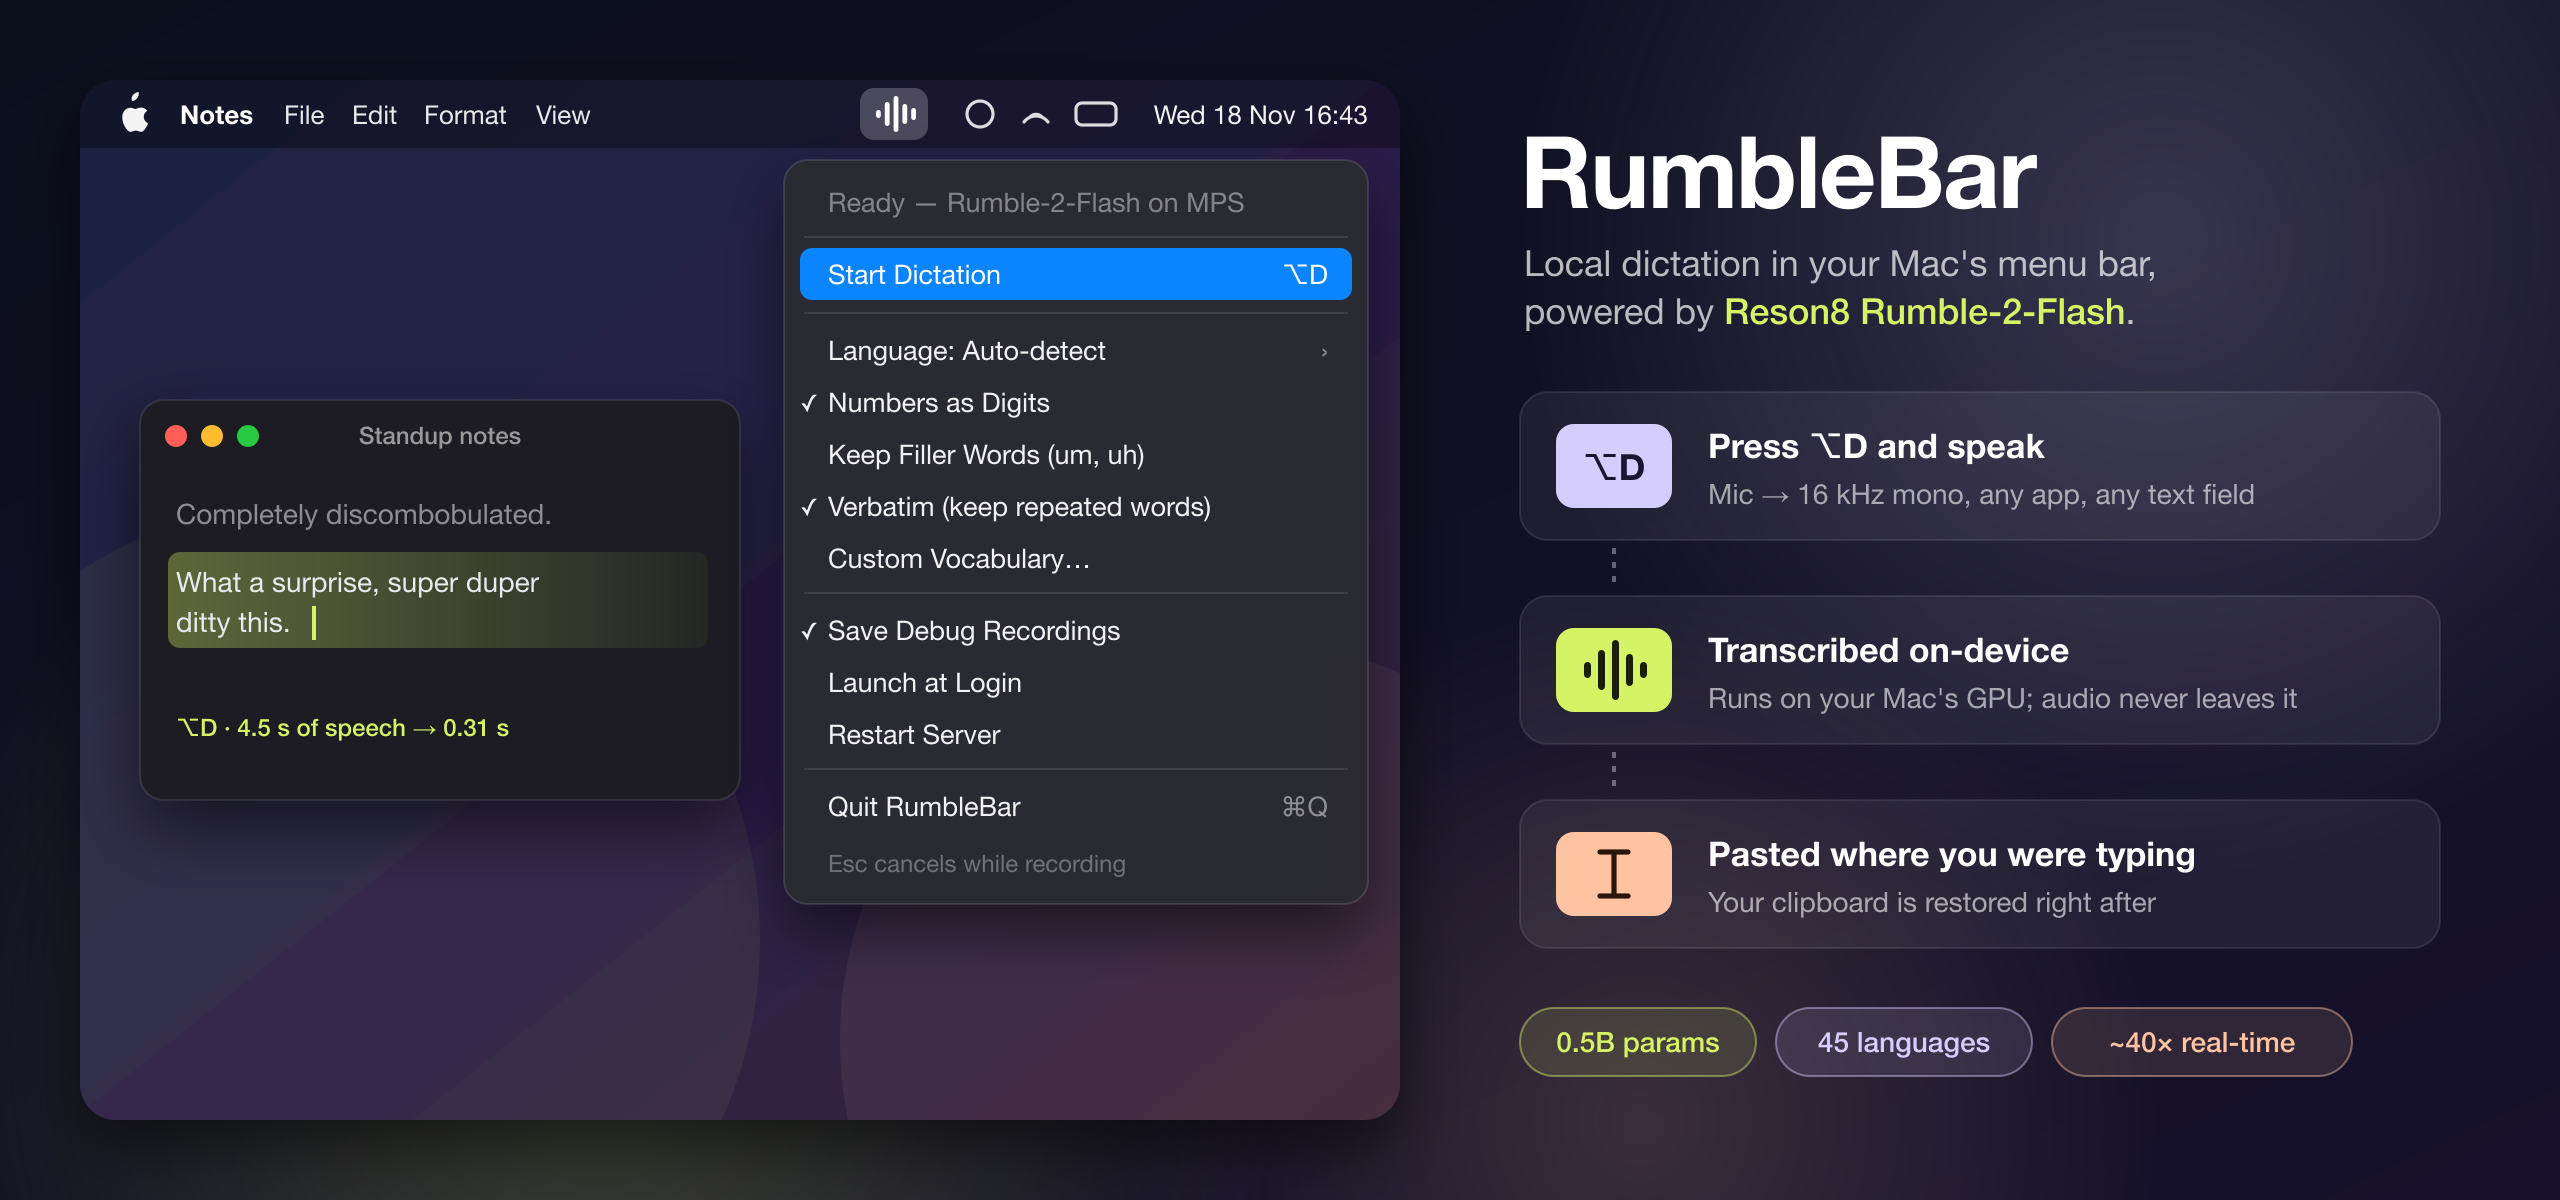 Notes File Edit Format View Wed 18 Nov 16:43
Ready — Rumble-2-Flash on MPS
Start Dictation ⌥D
Language: Auto-detect ›
✓ Numbers as Digits
Keep Filler Words (um, uh)
✓ Verbatim (keep repeated words)
Custom Vocabulary…
✓ Save Debug Recordings
Launch at Login
Restart Server
Quit RumbleBar ⌘Q
Esc cancels while recording
Standup notes
Completely discombobulated.
What a surprise, super duper
ditty this.
⌥D · 4.5 s of speech → 0.31 s
RumbleBar
Local dictation in your Mac's menu bar,
powered by Reson8 Rumble-2-Flash.
⌥D
Press ⌥D and speak
Mic → 16 kHz mono, any app, any text field
Transcribed on-device
Runs on your Mac's GPU; audio never leaves it
Pasted where you were typing
Your clipboard is restored right after
0.5B params
45 languages
~40× real-time